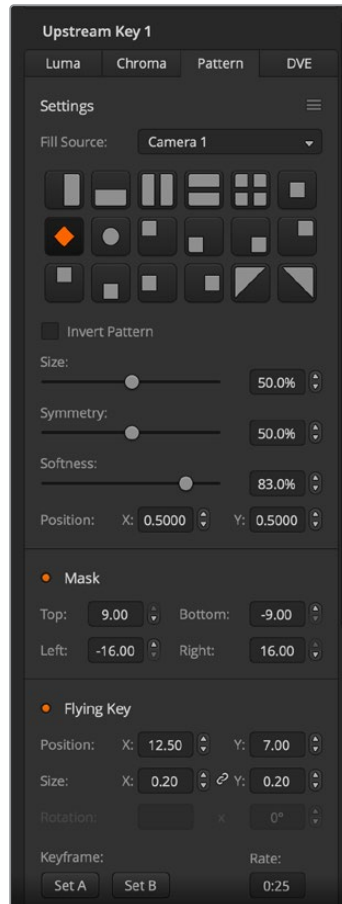 Upstream Key 1
Luma Chroma Pattern DVE
Settings
Fill Source: Camera 1
Invert Pattern
Size:
50.0%
Symmetry:
50.0%
Softness:
83.0%
Position: X: 0.5000 Y: 0.5000
Mask
Top: 9.00 Bottom: -9.00
Left: -16.00 Right: 16.00
Flying Key
Position: X: 12.50 Y: 7.00
Size: X: 0.20 Y: 0.20
Rotation: x 0°
Keyframe: Rate:
Set A Set B 0:25